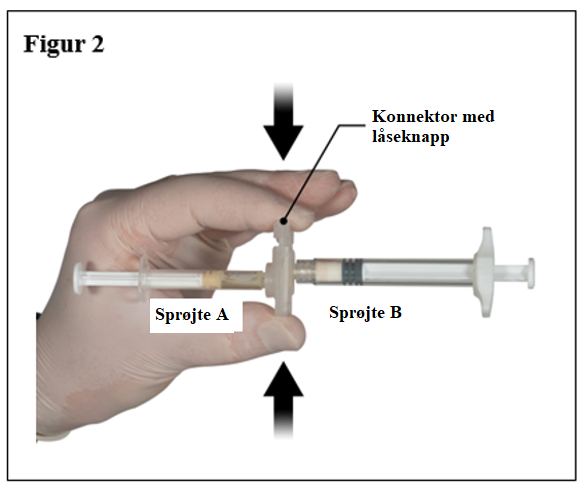 Figur 2
Konnektor med
låseknapp
Sprøjte A
Sprøjte B